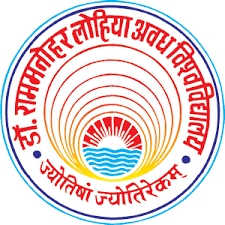 डॉ. राममनोहर लोहिया अवध विश्वविद्यालय
ज्योतिषां ज्योतिरेकम्